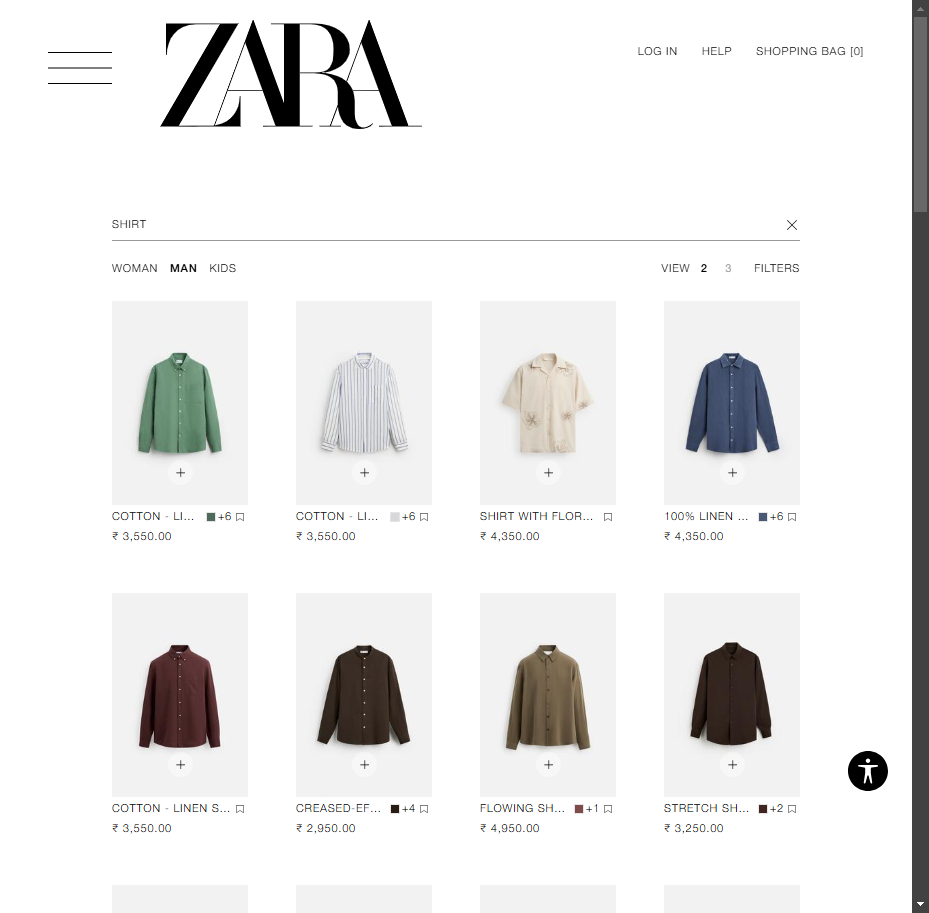 ZARA
LOG IN HELP SHOPPING BAG [0]
SHIRT
WOMAN MAN KIDS VIEW 2 3 FILTERS
COTTON - LI... +6 COTTON - LI... +6 SHIRT WITH FLOR... 100% LINEN ... +6
₹ 3,550.00 ₹ 3,550.00 ₹ 4,350.00 ₹ 4,350.00
COTTON - LINEN S... CREASED-EF... +4 FLOWING SH... +1 STRETCH SH... +2
₹ 3,550.00 ₹ 2,950.00 ₹ 4,950.00 ₹ 3,250.00